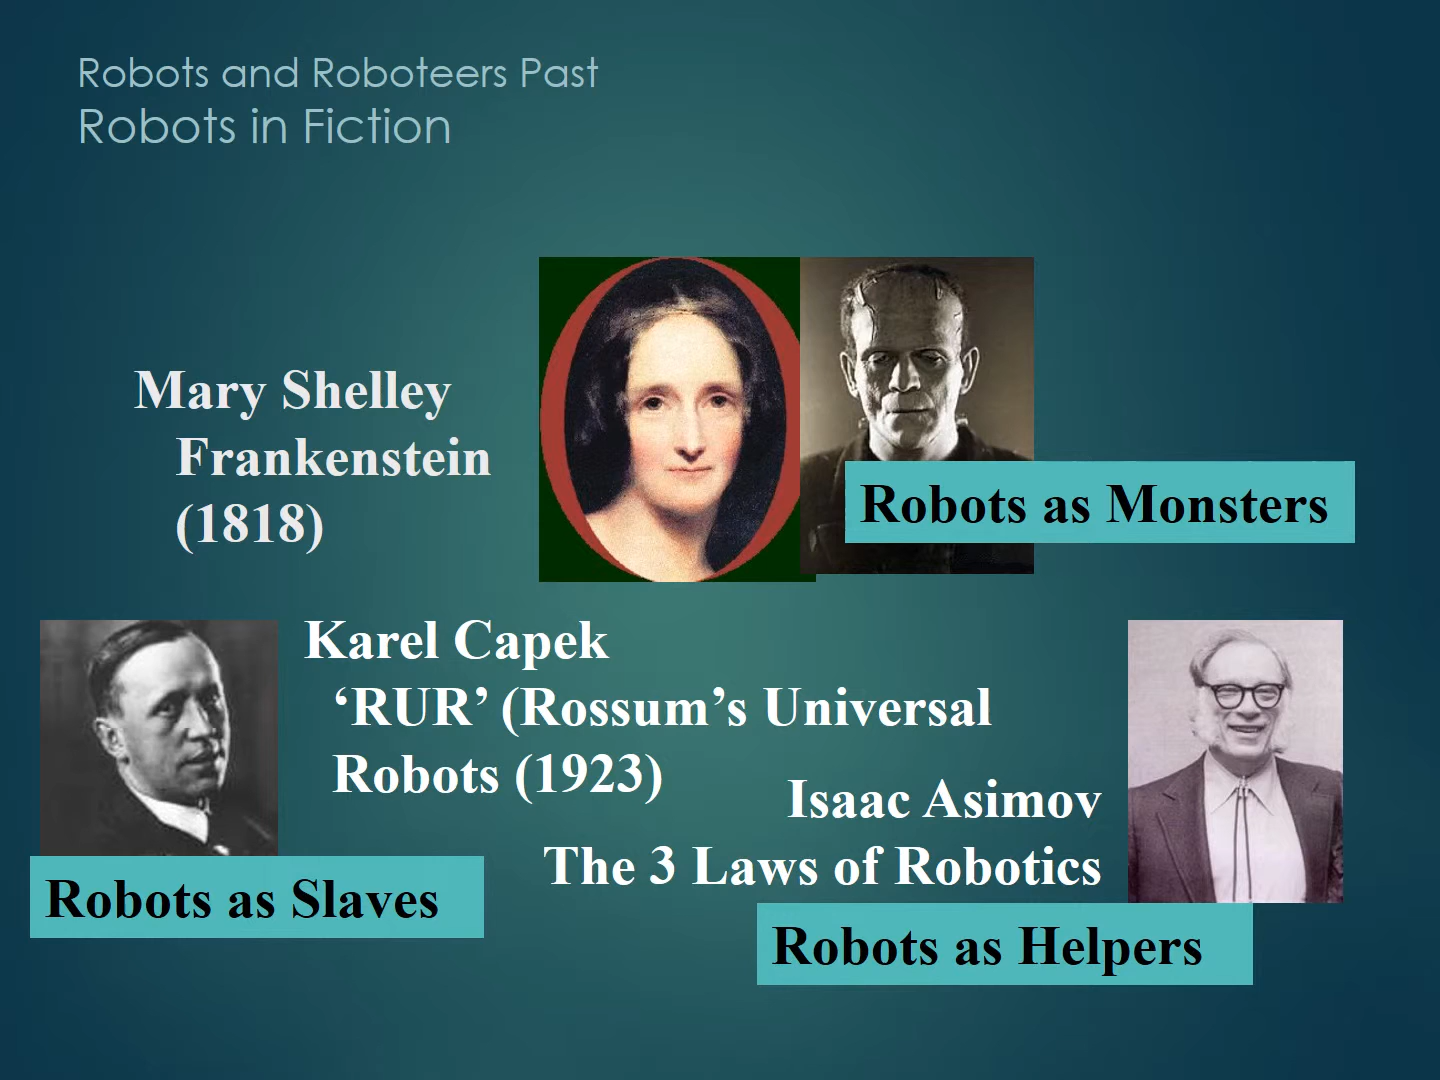 Robots and Roboteers Past
Robots in Fiction
Mary Shelley
Frankenstein
(1818)
Robots as Monsters
Karel Capek
‘RUR’ (Rossum’s Universal
Robots (1923)
Robots as Slaves
Isaac Asimov
The 3 Laws of Robotics
Robots as Helpers